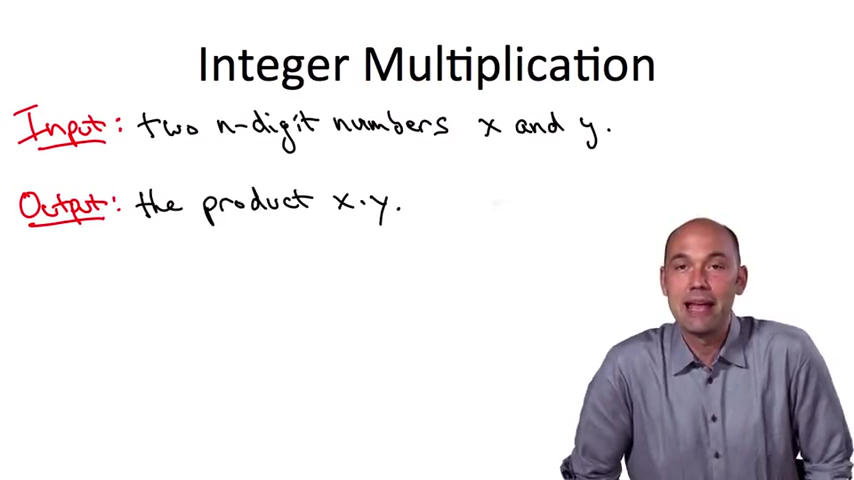 Integer Multiplication
Input: two n-digit numbers x and y.
Output: the product x·y.